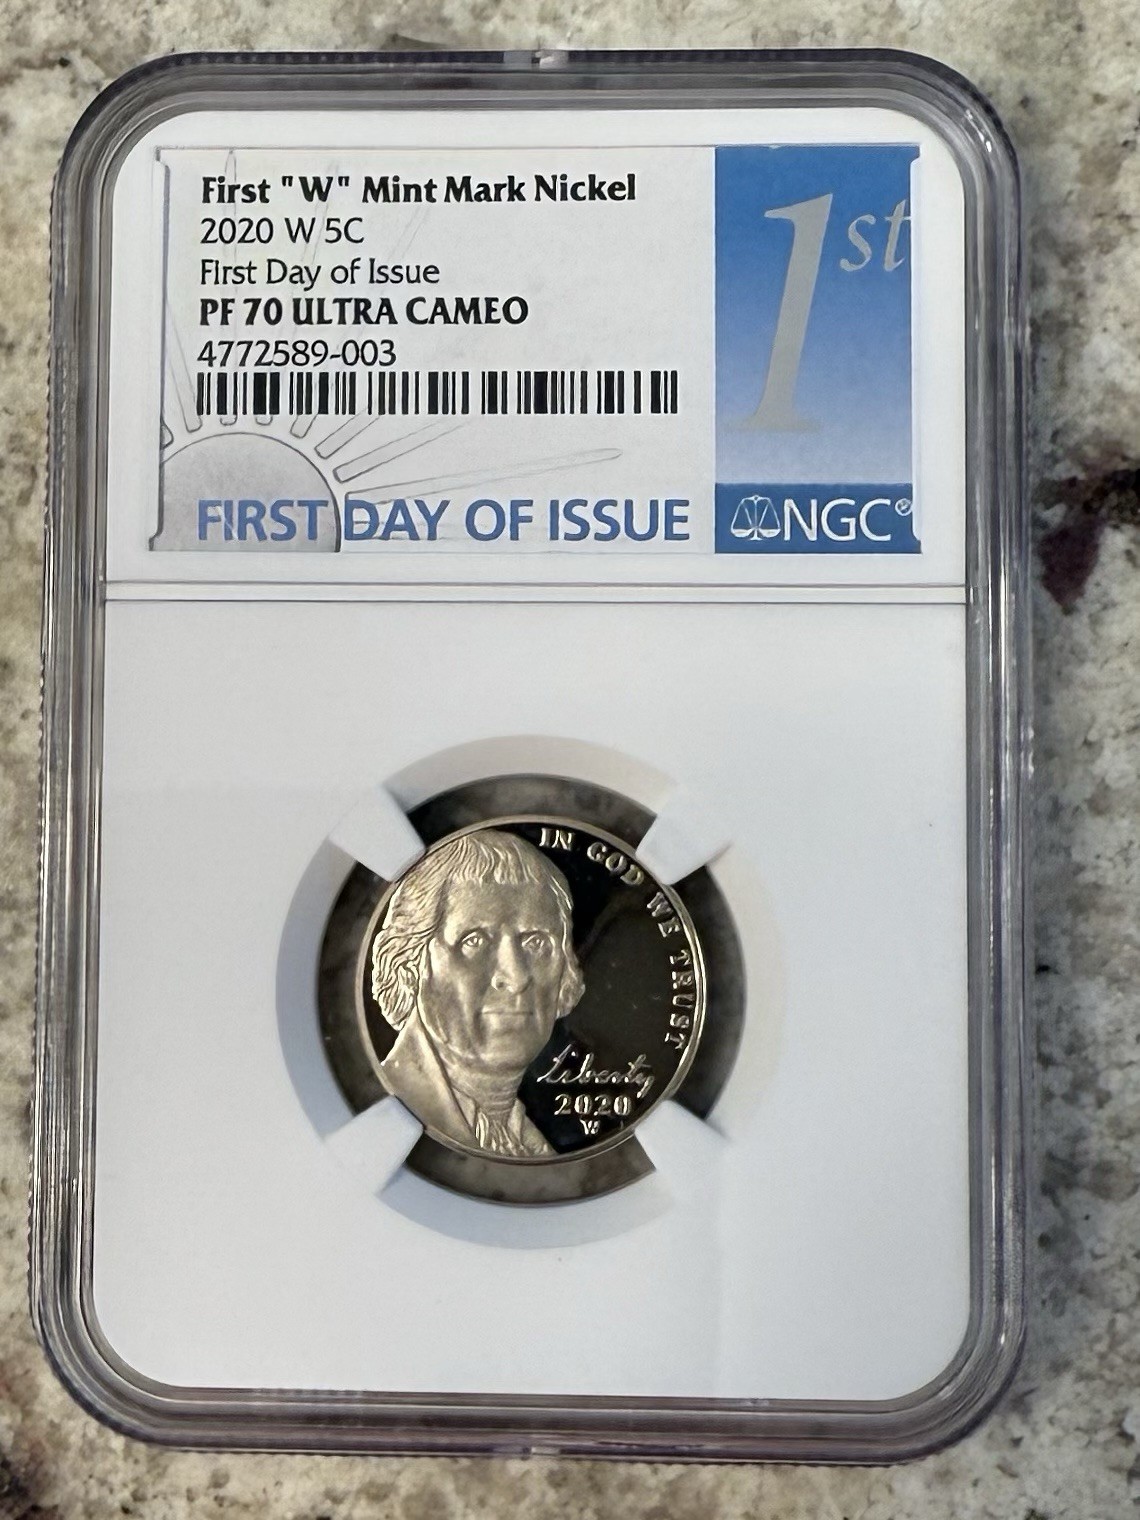 First "W" Mint Mark Nickel
2020 W 5C
First Day of Issue
PF 70 ULTRA CAMEO
4772589-003
FIRST DAY OF ISSUE
1st
NGC®
IN GOD WE TRUST
Liberty
2020
W